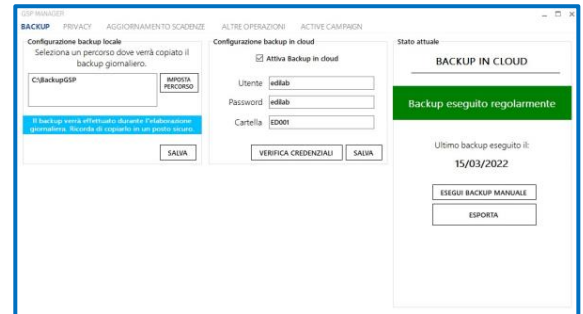 GSP MANAGER
BACKUP PRIVACY AGGIORNAMENTO SCADENZE ALTRE OPERAZIONI ACTIVE CAMPAIGN
Configurazione backup locale
Seleziona un percorso dove verrà copiato il
backup giornaliero.
C:\BackupGSP
IMPOSTA
PERCORSO
Il backup verrà effettuato durante l'elaborazione
giornaliera. Ricorda di copiarlo in un posto sicuro.
SALVA
Configurazione backup in cloud
Attiva Backup in cloud
Utente edilab
Password edilab
Cartella ED001
VERIFICA CREDENZIALI SALVA
Stato attuale
BACKUP IN CLOUD
Backup eseguito regolarmente
Ultimo backup eseguito il:
15/03/2022
ESEGUI BACKUP MANUALE
ESPORTA